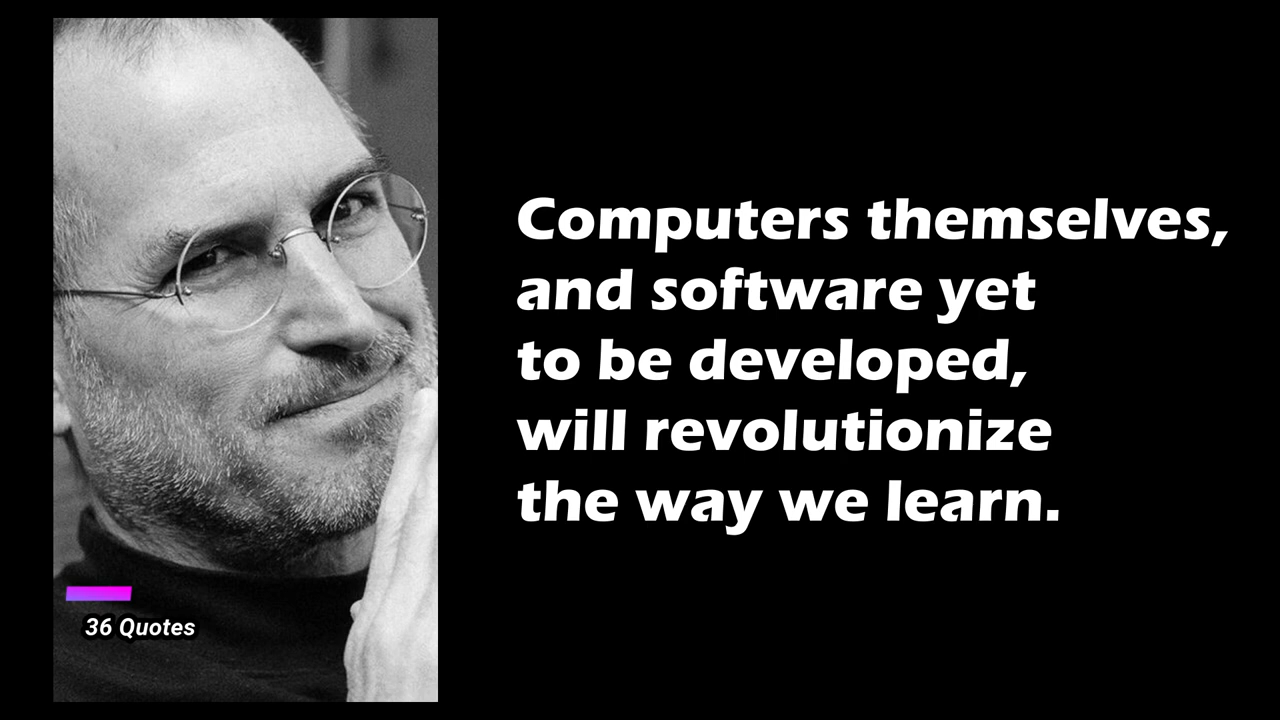 Computers themselves,
and software yet
to be developed,
will revolutionize
the way we learn.
36 Quotes